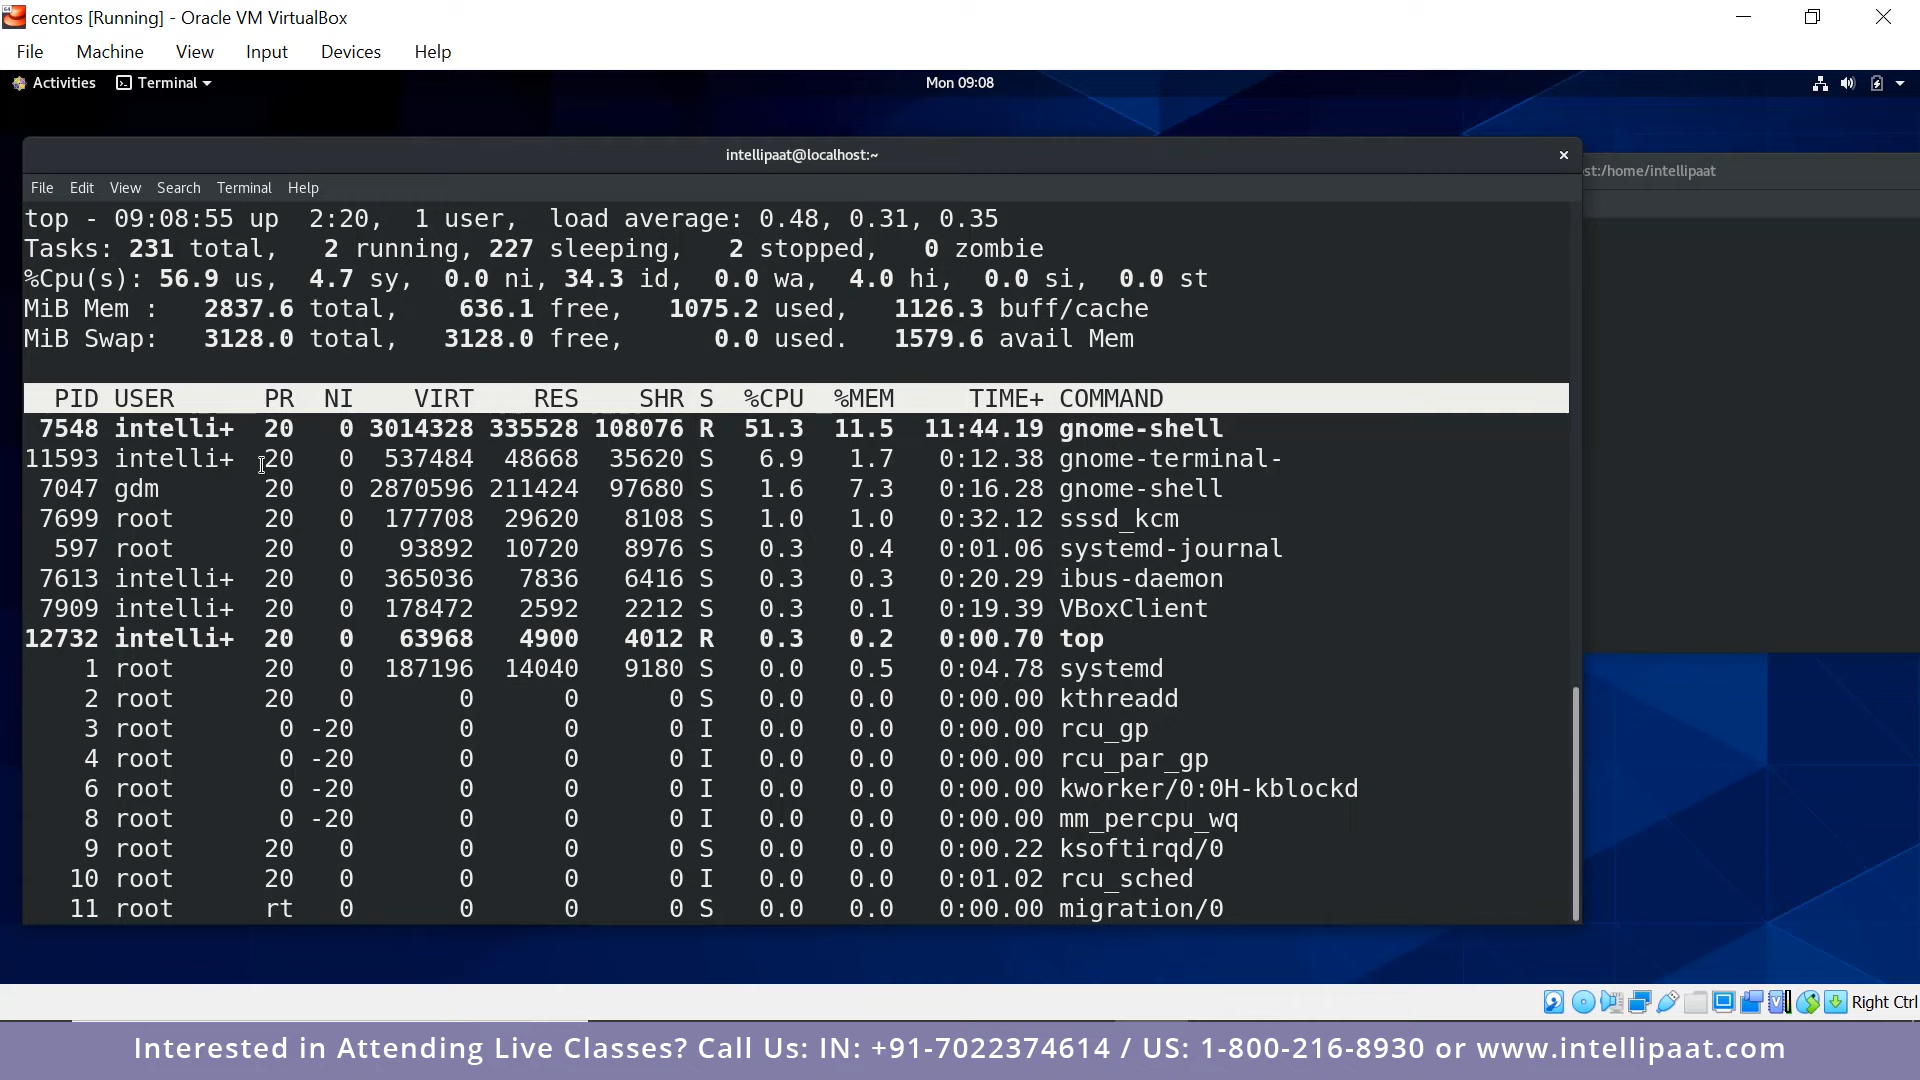 centos [Running] - Oracle VM VirtualBox
File Machine View Input Devices Help
Activities Terminal Mon 09:08
intellipaat@localhost:~
st:/home/intellipaat
File Edit View Search Terminal Help
top - 09:08:55 up  2:20,  1 user,  load average: 0.48, 0.31, 0.35
Tasks: 231 total,   2 running, 227 sleeping,   2 stopped,   0 zombie
%Cpu(s): 56.9 us,  4.7 sy,  0.0 ni, 34.3 id,  0.0 wa,  4.0 hi,  0.0 si,  0.0 st
MiB Mem :   2837.6 total,    636.1 free,   1075.2 used,   1126.3 buff/cache
MiB Swap:   3128.0 total,   3128.0 free,      0.0 used.   1579.6 avail Mem
PID USER PR NI VIRT RES SHR S %CPU %MEM TIME+ COMMAND
7548 intelli+ 20 0 3014328 335528 108076 R 51.3 11.5 11:44.19 gnome-shell
11593 intelli+ 20 0 537484 48668 35620 S 6.9 1.7 0:12.38 gnome-terminal-
7047 gdm 20 0 2870596 211424 97680 S 1.6 7.3 0:16.28 gnome-shell
7699 root 20 0 177708 29620 8108 S 1.0 1.0 0:32.12 sssd_kcm
597 root 20 0 93892 10720 8976 S 0.3 0.4 0:01.06 systemd-journal
7613 intelli+ 20 0 365036 7836 6416 S 0.3 0.3 0:20.29 ibus-daemon
7909 intelli+ 20 0 178472 2592 2212 S 0.3 0.1 0:19.39 VBoxClient
12732 intelli+ 20 0 63968 4900 4012 R 0.3 0.2 0:00.70 top
1 root 20 0 187196 14040 9180 S 0.0 0.5 0:04.78 systemd
2 root 20 0 0 0 0 S 0.0 0.0 0:00.00 kthreadd
3 root 0 -20 0 0 0 I 0.0 0.0 0:00.00 rcu_gp
4 root 0 -20 0 0 0 I 0.0 0.0 0:00.00 rcu_par_gp
6 root 0 -20 0 0 0 I 0.0 0.0 0:00.00 kworker/0:0H-kblockd
8 root 0 -20 0 0 0 I 0.0 0.0 0:00.00 mm_percpu_wq
9 root 20 0 0 0 0 S 0.0 0.0 0:00.22 ksoftirqd/0
10 root 20 0 0 0 0 I 0.0 0.0 0:01.02 rcu_sched
11 root rt 0 0 0 0 S 0.0 0.0 0:00.00 migration/0
Right Ctrl
Interested in Attending Live Classes? Call Us: IN: +91-7022374614 / US: 1-800-216-8930 or www.intellipaat.com